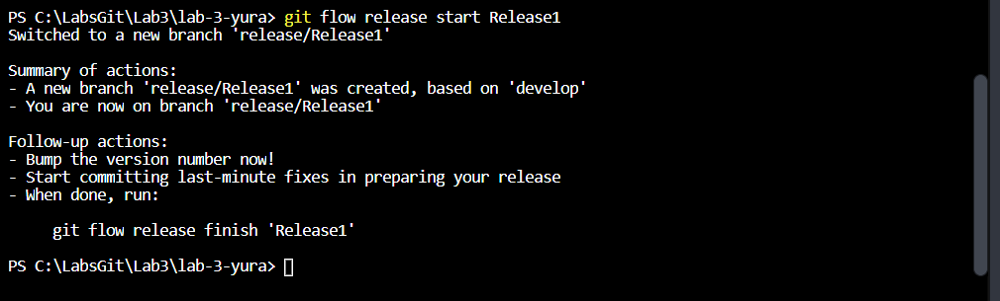 PS C:\LabsGit\Lab3\lab-3-yura> git flow release start Release1
Switched to a new branch 'release/Release1'
Summary of actions:
- A new branch 'release/Release1' was created, based on 'develop'
- You are now on branch 'release/Release1'
Follow-up actions:
- Bump the version number now!
- Start committing last-minute fixes in preparing your release
- When done, run:
git flow release finish 'Release1'
PS C:\LabsGit\Lab3\lab-3-yura>